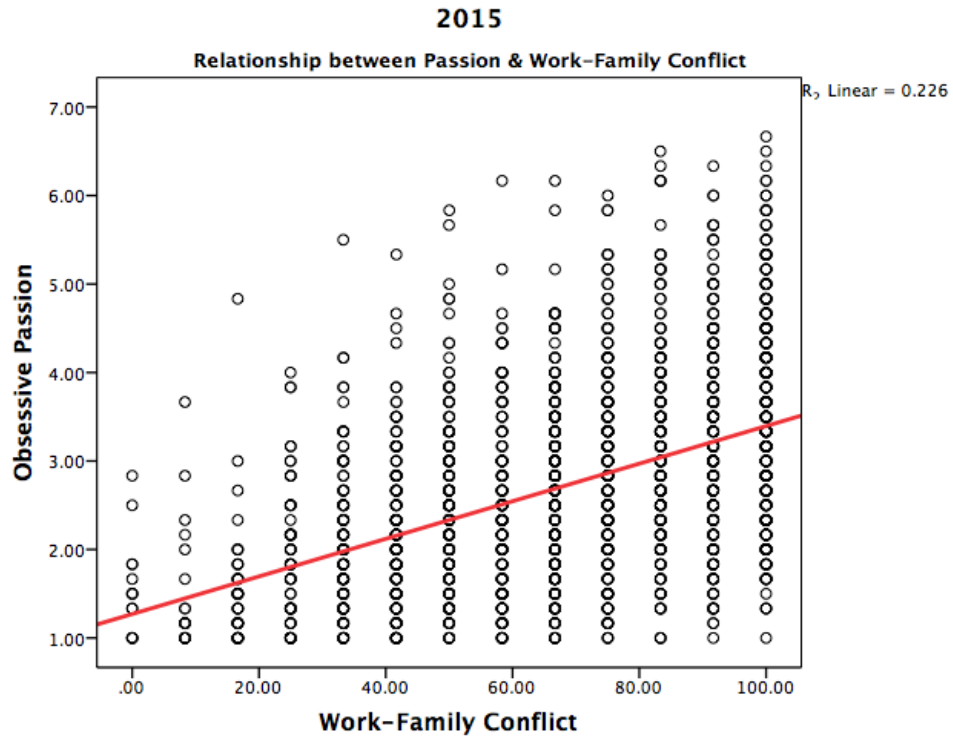 2015
Relationship between Passion & Work-Family Conflict
R2 Linear = 0.226
7.00
6.00
5.00
4.00
3.00
2.00
1.00
Obsessive Passion
.00 20.00 40.00 60.00 80.00 100.00
Work-Family Conflict